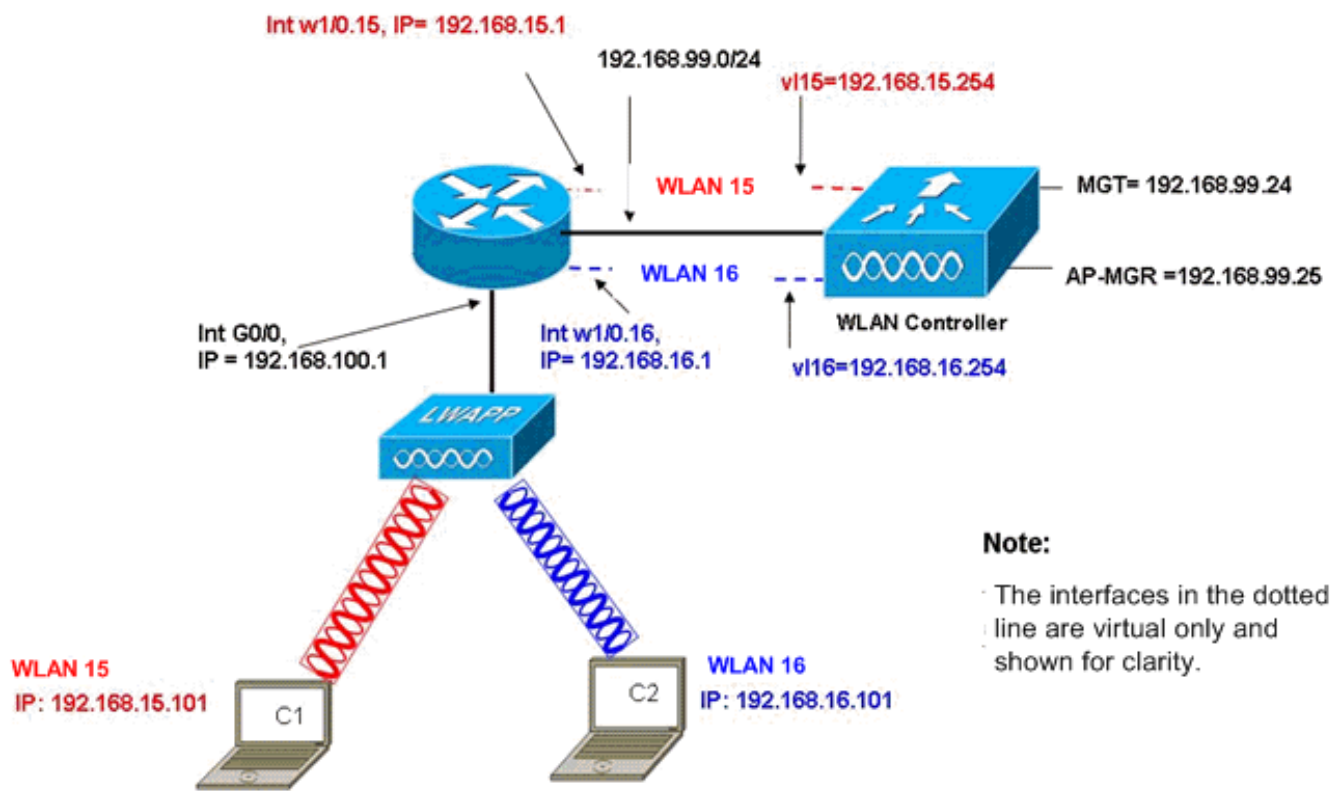 Int w1/0.15, IP= 192.168.15.1
192.168.99.0/24
vl15=192.168.15.254
WLAN 15
MGT= 192.168.99.24
WLAN 16
AP-MGR =192.168.99.25
WLAN Controller
Int G0/0,
IP = 192.168.100.1
Int w1/0.16,
IP= 192.168.16.1
vl16=192.168.16.254
LWAPP
Note:
The interfaces in the dotted
line are virtual only and
shown for clarity.
WLAN 15
IP: 192.168.15.101
C1
C2
WLAN 16
IP: 192.168.16.101